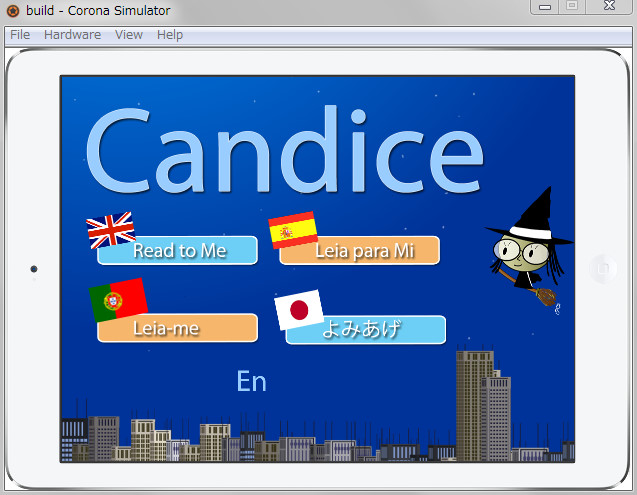 build - Corona Simulator
File Hardware View Help
Candice
Read to Me
Leia para Mi
Leia-me
よみあげ
En